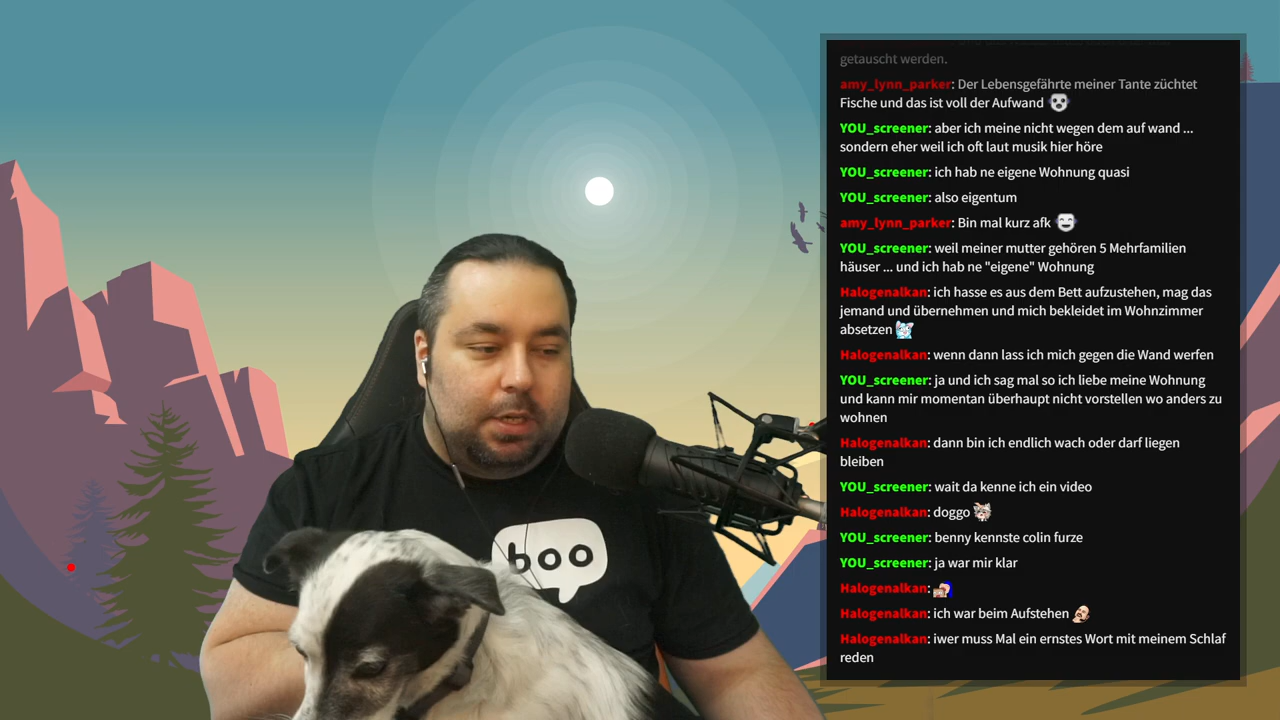 getauscht werden.
amy_lynn_parker: Der Lebensgefährte meiner Tante züchtet
Fische und das ist voll der Aufwand
YOU_screener: aber ich meine nicht wegen dem auf wand ...
sondern eher weil ich oft laut musik hier höre
YOU_screener: ich hab ne eigene Wohnung quasi
YOU_screener: also eigentum
amy_lynn_parker: Bin mal kurz afk
YOU_screener: weil meiner mutter gehören 5 Mehrfamilien
häuser ... und ich hab ne "eigene" Wohnung
Halogenalkan: ich hasse es aus dem Bett aufzustehen, mag das
jemand und übernehmen und mich bekleidet im Wohnzimmer
absetzen
Halogenalkan: wenn dann lass ich mich gegen die Wand werfen
YOU_screener: ja und ich sag mal so ich liebe meine Wohnung
und kann mir momentan überhaupt nicht vorstellen wo anders zu
wohnen
Halogenalkan: dann bin ich endlich wach oder darf liegen
bleiben
YOU_screener: wait da kenne ich ein video
Halogenalkan: doggo
YOU_screener: benny kennste colin furze
YOU_screener: ja war mir klar
Halogenalkan:
Halogenalkan: ich war beim Aufstehen
Halogenalkan: iwer muss Mal ein ernstes Wort mit meinem Schlaf
reden
boo